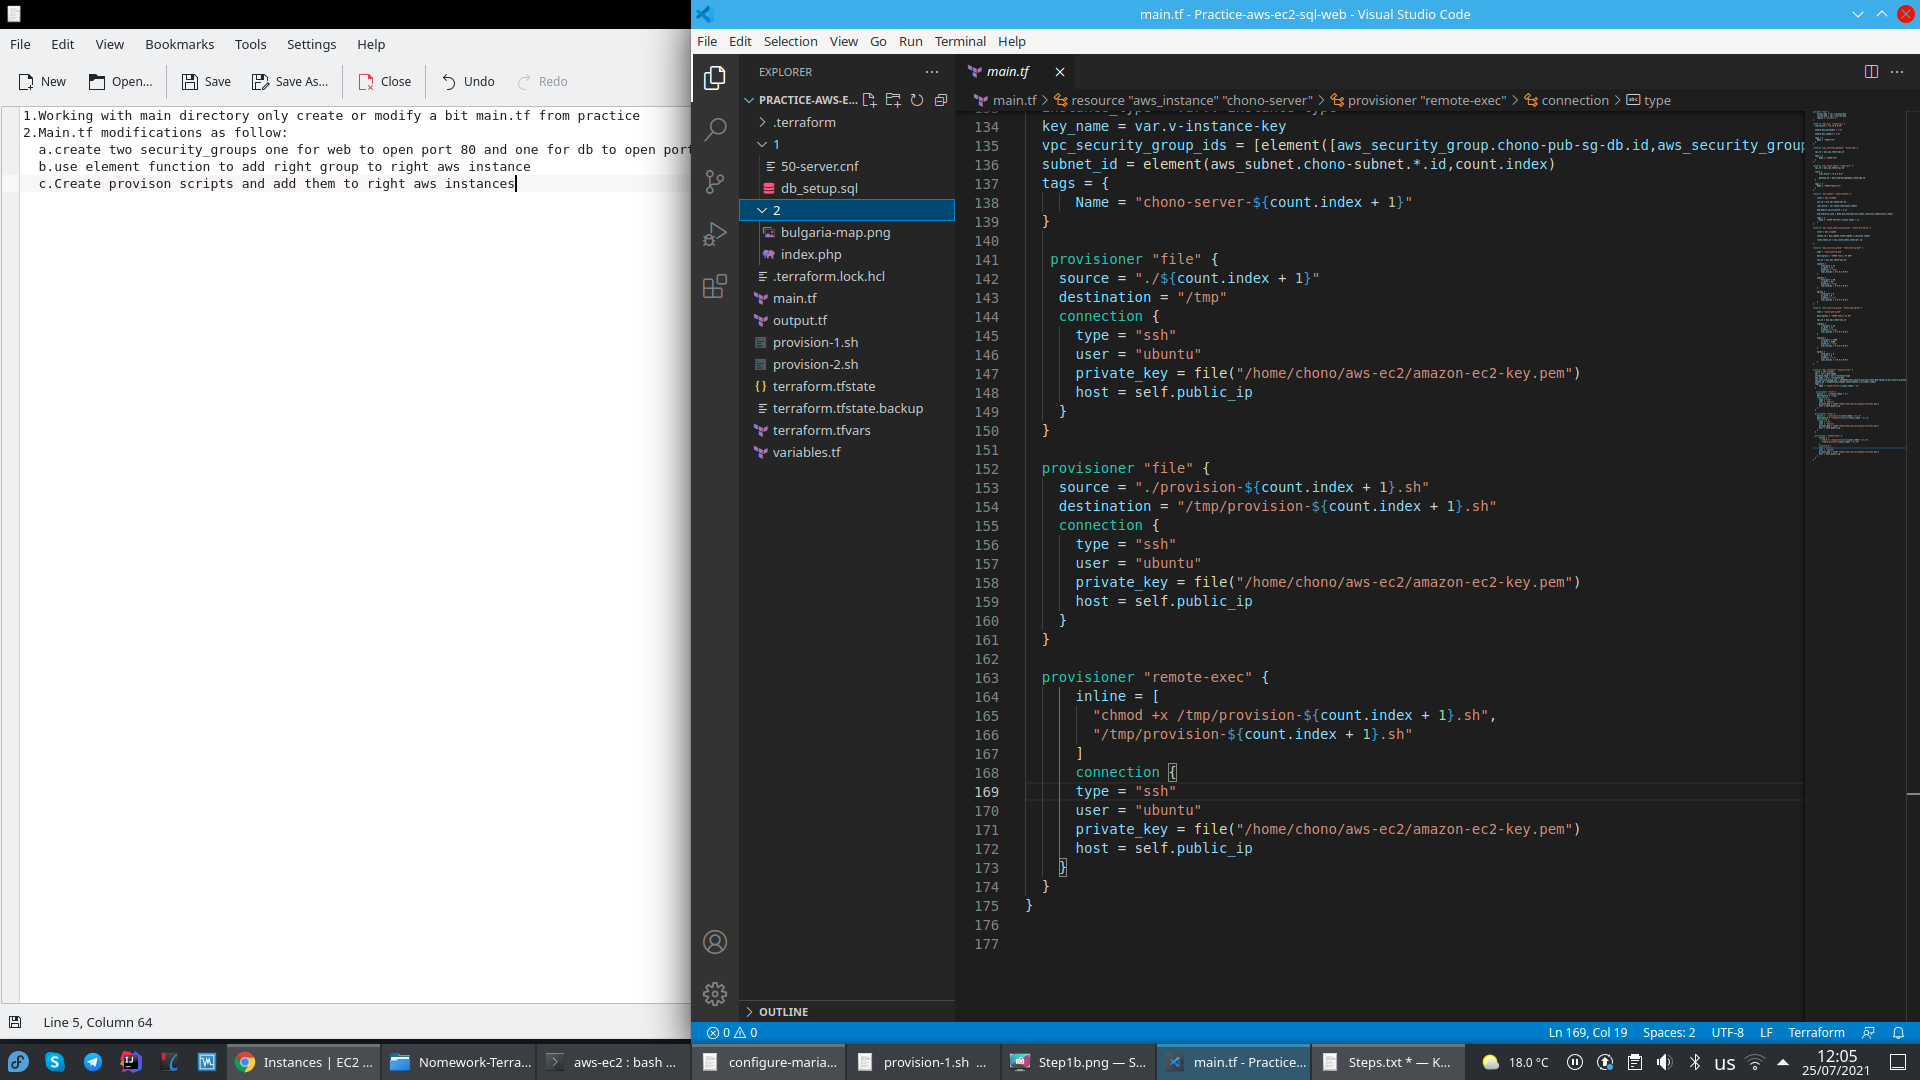 File Edit View Bookmarks Tools Settings Help
New Open... Save Save As... Close Undo Redo
1.Working with main directory only create or modify a bit main.tf from practice
2.Main.tf modifications as follow:
a.create two security_groups one for web to open port 80 and one for db to open port
b.use element function to add right group to right aws instance
c.Create provison scripts and add them to right aws instances
Line 5, Column 64
main.tf - Practice-aws-ec2-sql-web - Visual Studio Code
File Edit Selection View Go Run Terminal Help
EXPLORER
PRACTICE-AWS-E...
.terraform
1
50-server.cnf
db_setup.sql
2
bulgaria-map.png
index.php
.terraform.lock.hcl
main.tf
output.tf
provision-1.sh
provision-2.sh
terraform.tfstate
terraform.tfstate.backup
terraform.tfvars
variables.tf
OUTLINE
main.tf
main.tf > resource "aws_instance" "chono-server" > provisioner "remote-exec" > connection > type
134 key_name = var.v-instance-key
135 vpc_security_group_ids = [element([aws_security_group.chono-pub-sg-db.id,aws_security_group
136 subnet_id = element(aws_subnet.chono-subnet.*.id,count.index)
137 tags = {
138 Name = "chono-server-${count.index + 1}"
139 }
140
141 provisioner "file" {
142 source = "./${count.index + 1}"
143 destination = "/tmp"
144 connection {
145 type = "ssh"
146 user = "ubuntu"
147 private_key = file("/home/chono/aws-ec2/amazon-ec2-key.pem")
148 host = self.public_ip
149 }
150 }
151
152 provisioner "file" {
153 source = "./provision-${count.index + 1}.sh"
154 destination = "/tmp/provision-${count.index + 1}.sh"
155 connection {
156 type = "ssh"
157 user = "ubuntu"
158 private_key = file("/home/chono/aws-ec2/amazon-ec2-key.pem")
159 host = self.public_ip
160 }
161 }
162
163 provisioner "remote-exec" {
164 inline = [
165 "chmod +x /tmp/provision-${count.index + 1}.sh",
166 "/tmp/provision-${count.index + 1}.sh"
167 ]
168 connection {
169 type = "ssh"
170 user = "ubuntu"
171 private_key = file("/home/chono/aws-ec2/amazon-ec2-key.pem")
172 host = self.public_ip
173 }
174 }
175 }
176
177
0 0 Ln 169, Col 19 Spaces: 2 UTF-8 LF Terraform
Instances | EC2 ... Nomework-Terra... aws-ec2 : bash ... configure-maria... provision-1.sh ... Step1b.png — S... main.tf - Practice... Steps.txt * — K... 18.0 °C us 12:05
25/07/2021